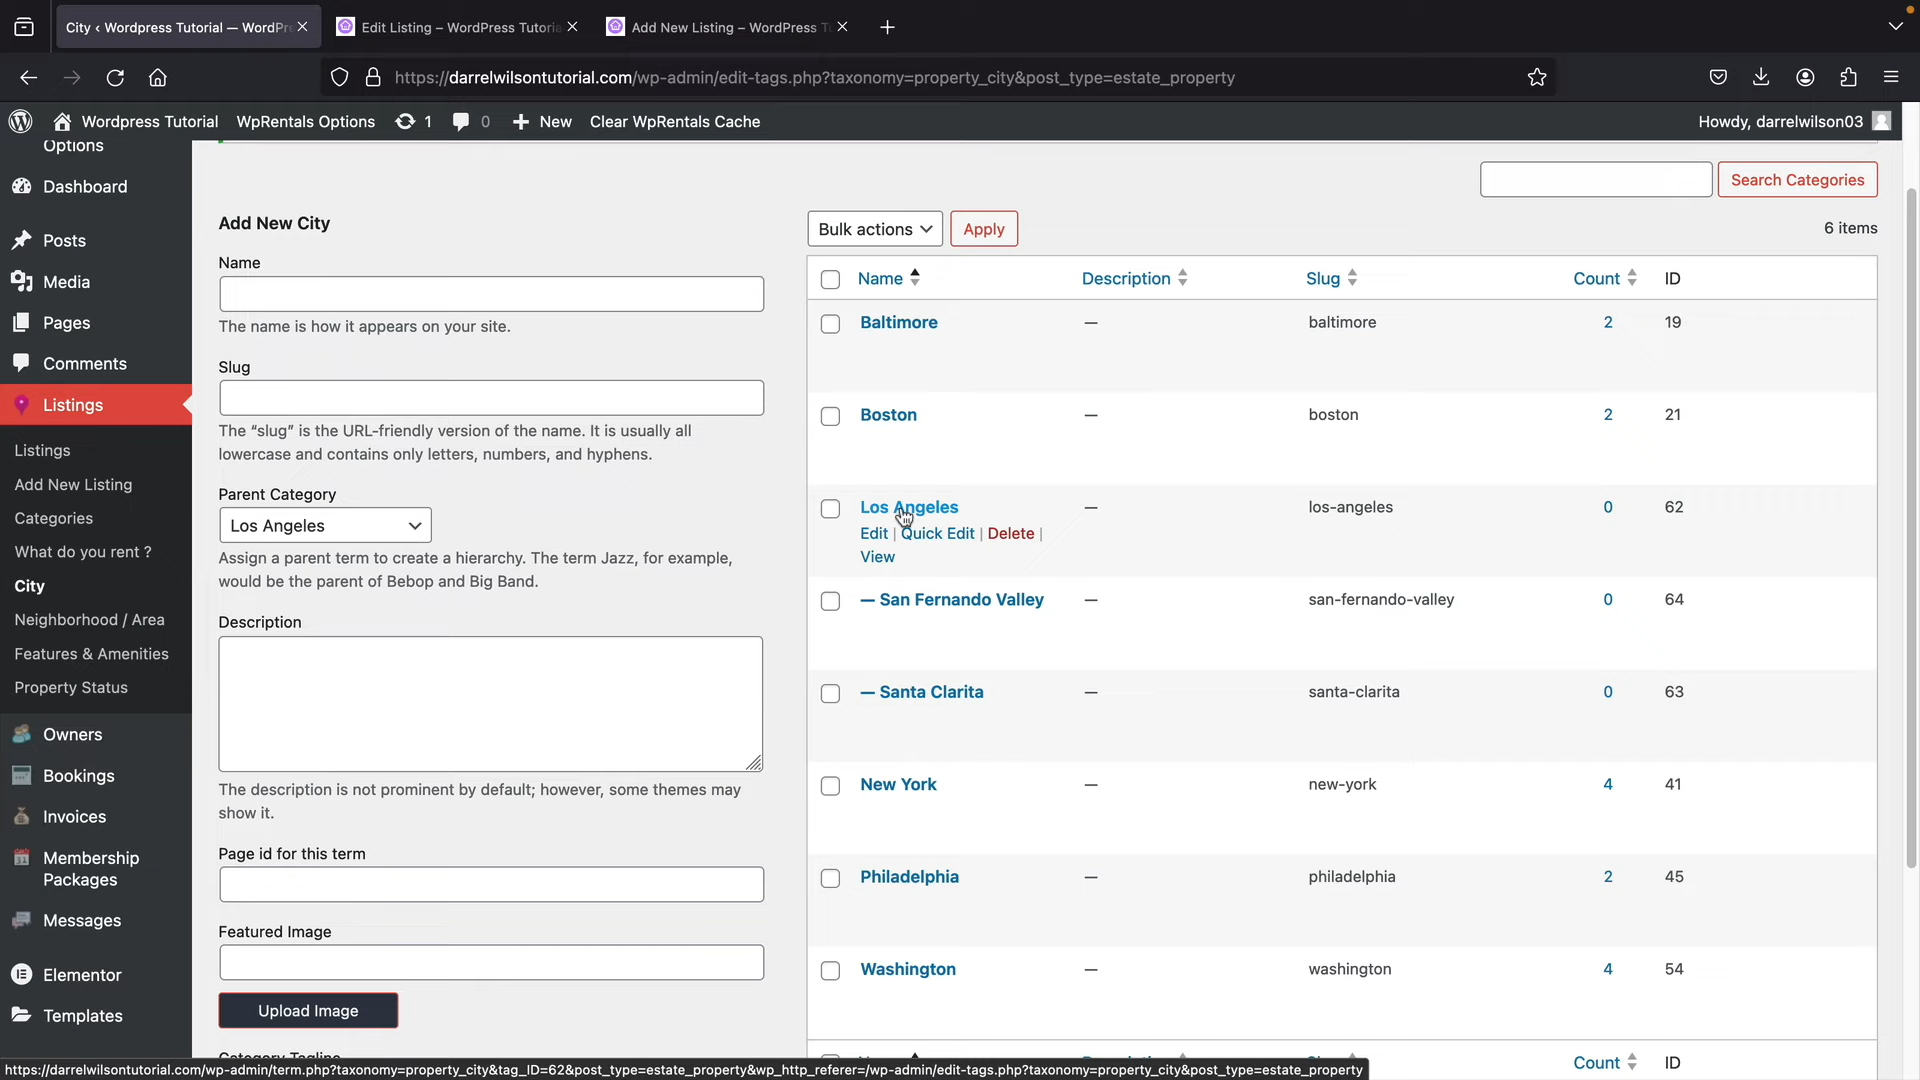 City ‹ Wordpress Tutorial — WordPre
Edit Listing – WordPress Tutoria
Add New Listing – WordPress T
https://darrelwilsontutorial.com/wp-admin/edit-tags.php?taxonomy=property_city&post_type=estate_property
Wordpress Tutorial
WpRentals Options
1
0
New
Clear WpRentals Cache
Howdy, darrelwilson03
Options
Dashboard
Posts
Media
Pages
Comments
Listings
Listings
Add New Listing
Categories
What do you rent ?
City
Neighborhood / Area
Features & Amenities
Property Status
Owners
Bookings
Invoices
Membership
Packages
Messages
Elementor
Templates
Add New City
Name
The name is how it appears on your site.
Slug
The “slug” is the URL-friendly version of the name. It is usually all
lowercase and contains only letters, numbers, and hyphens.
Parent Category
Los Angeles
Assign a parent term to create a hierarchy. The term Jazz, for example,
would be the parent of Bebop and Big Band.
Description
The description is not prominent by default; however, some themes may
show it.
Page id for this term
Featured Image
Upload Image
Category Tagline
Search Categories
Bulk actions
Apply
6 items
Name Description Slug Count ID
Baltimore — baltimore 2 19
Boston — boston 2 21
Los Angeles — los-angeles 0 62
Edit | Quick Edit | Delete |
View
— San Fernando Valley — san-fernando-valley 0 64
— Santa Clarita — santa-clarita 0 63
New York — new-york 4 41
Philadelphia — philadelphia 2 45
Washington — washington 4 54
Count ID
https://darrelwilsontutorial.com/wp-admin/term.php?taxonomy=property_city&tag_ID=62&post_type=estate_property&wp_http_referer=/wp-admin/edit-tags.php?taxonomy=property_city&post_type=estate_property